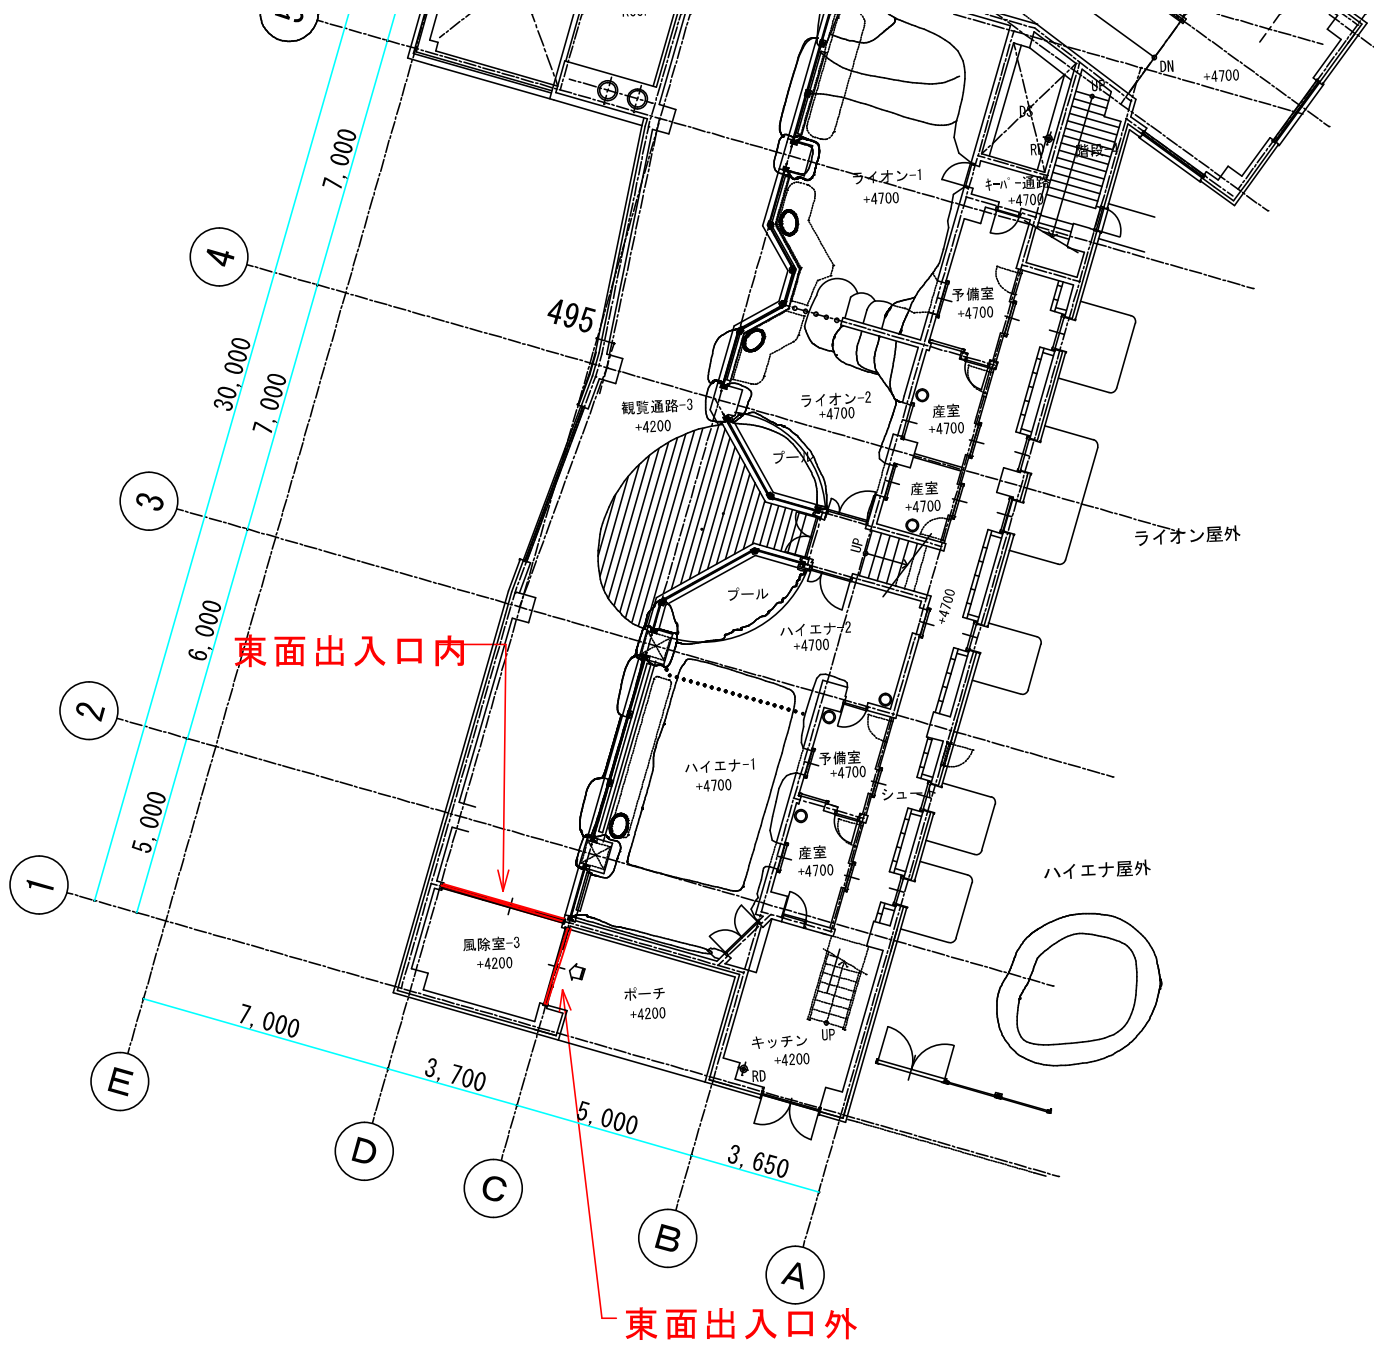 DN
+4700
UP
DS
RD
階段-
7,000
ライオン-1
+4700
キーパー通路
+4700
4
予備室
+4700
495
30,000
7,000
観覧通路-3
+4200
ライオン-2
+4700
産室
+4700
プール
3
産室
+4700
ライオン屋外
UP
プール
+4700
6,000
東面出入口内
ハイエナ-2
+4700
2
ハイエナ-1
+4700
予備室
+4700
シュート
5,000
産室
+4700
ハイエナ屋外
1
風除室-3
+4200
ポーチ
+4200
7,000
キッチン
+4200
UP
RD
3,700
E
5,000
D
3,650
C
B
A
東面出入口外